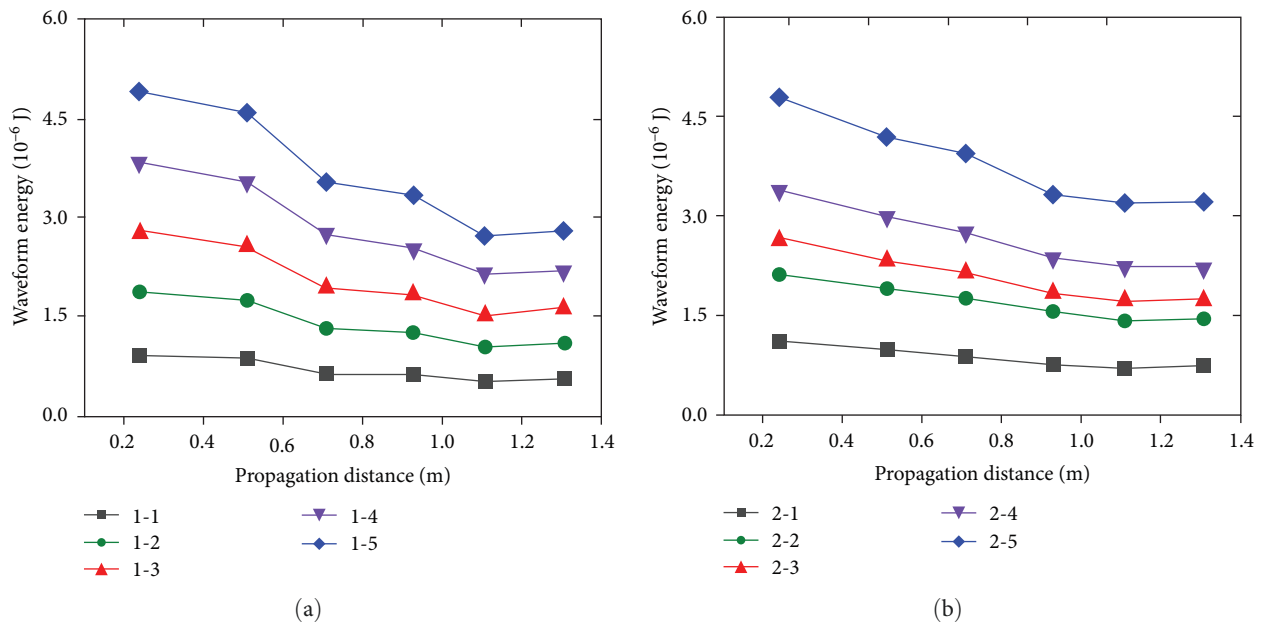 6.0
4.5
3.0
1.5
0.0
Waveform energy (10⁻⁶ J)
0.2 0.4 0.6 0.8 1.0 1.2 1.4
Propagation distance (m)
1-1
1-2
1-3
1-4
1-5
(a)
6.0
4.5
3.0
1.5
0.0
Waveform energy (10⁻⁶ J)
0.2 0.4 0.6 0.8 1.0 1.2 1.4
Propagation distance (m)
2-1
2-2
2-3
2-4
2-5
(b)